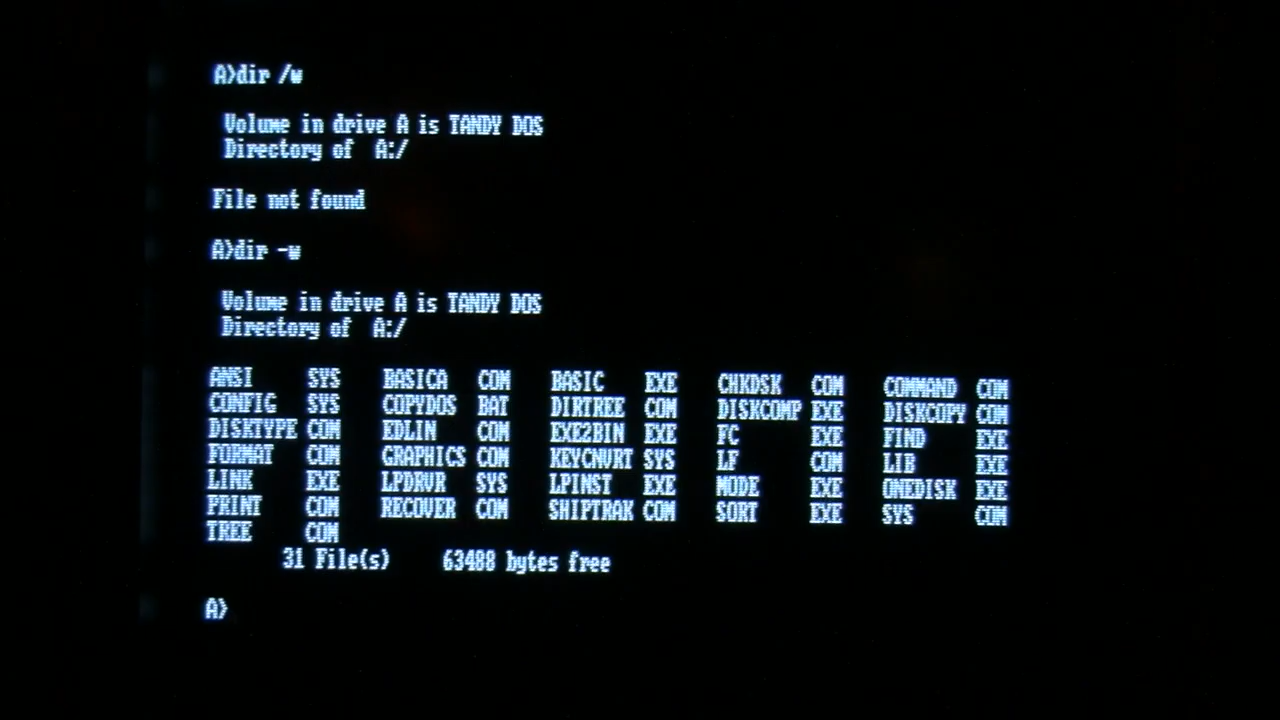 A>dir /w
Volume in drive A is TANDY DOS
Directory of A:/
File not found
A>dir -w
Volume in drive A is TANDY DOS
Directory of A:/
ANSI SYS BASICA COM BASIC EXE CHKDSK COM COMMAND COM
CONFIG SYS COPYDOS BAT DIRTREE COM DISKCOMP EXE DISKCOPY COM
DISKTYPE COM EDLIN COM EXE2BIN EXE FC EXE FIND EXE
FORMAT COM GRAPHICS COM KEYCNVRT SYS LF COM LIB EXE
LINK EXE LPDRVR SYS LPINST EXE MODE EXE ONEDISK EXE
PRINT COM RECOVER COM SHIPTRAK COM SORT EXE SYS COM
TREE COM
31 File(s) 63488 bytes free
A>